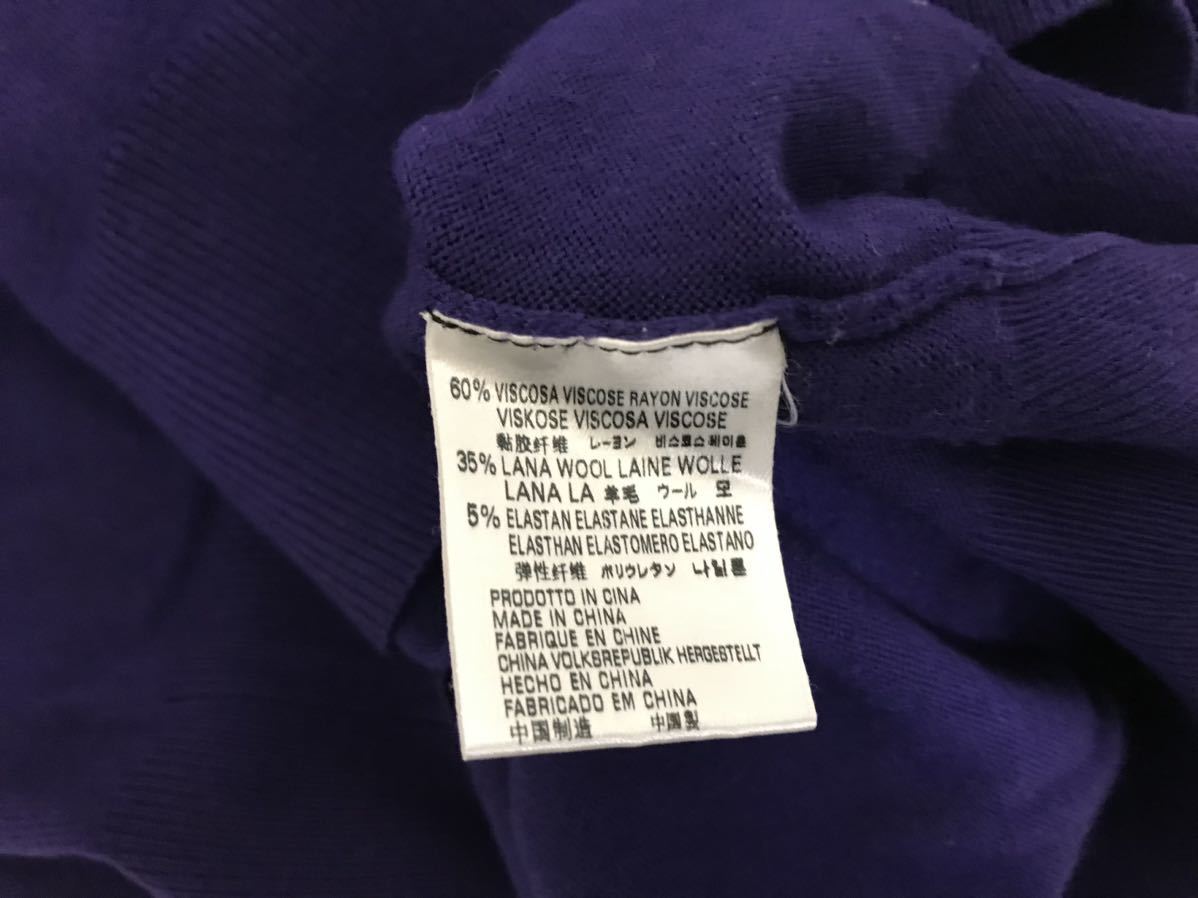 60% VISCOSA VISCOSE RAYON VISCOSE
VISKOSE VISCOSA VISCOSE
黏胶纤维 レーヨン 비스코스레이온
35% LANA WOOL LAINE WOLLE
LANA LA 羊毛 ウール 모
5% ELASTAN ELASTANE ELASTHANNE
ELASTHAN ELASTOMERO ELASTANO
弹性纤维 ポリウレタン 나일론
PRODOTTO IN CINA
MADE IN CHINA
FABRIQUE EN CHINE
CHINA VOLKSREPUBLIK HERGESTELLT
HECHO EN CHINA
FABRICADO EM CHINA
中国制造 中国製